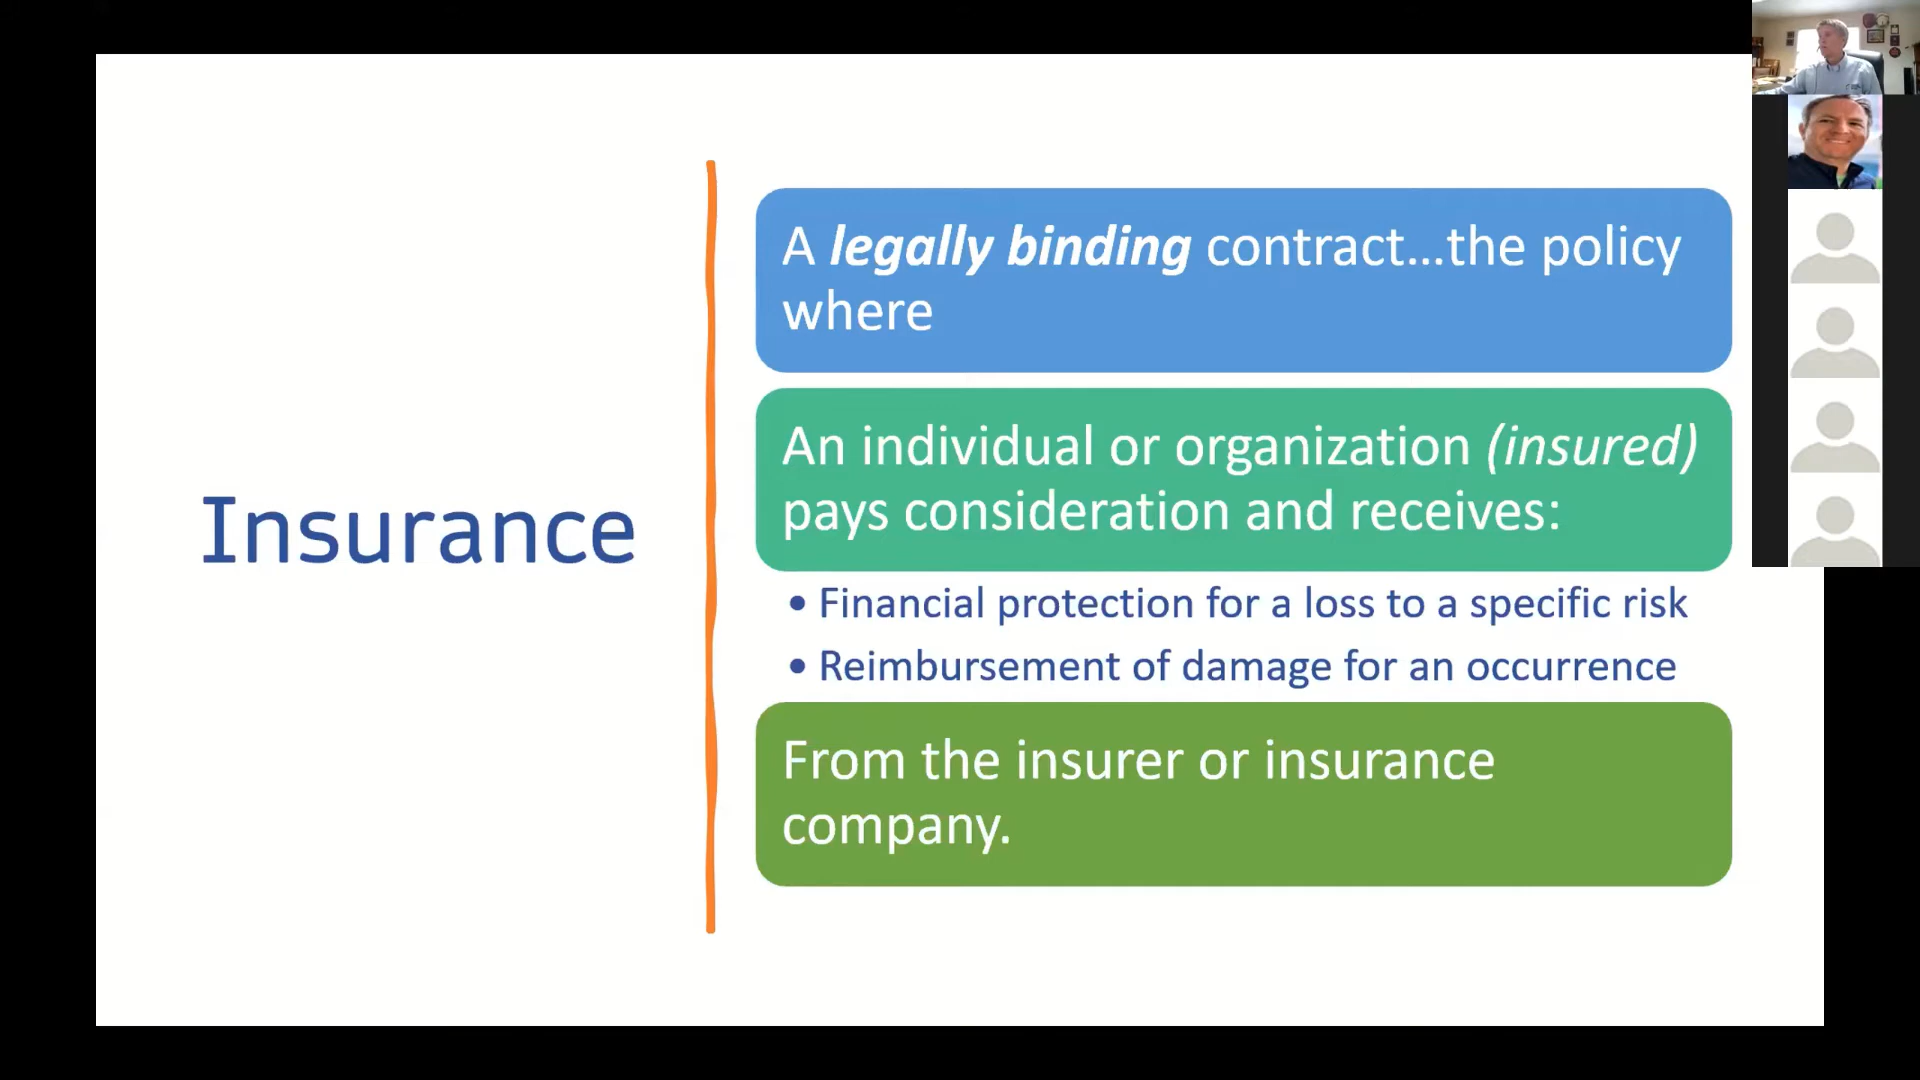 Insurance
A legally binding contract...the policy
where
An individual or organization (insured)
pays consideration and receives:
• Financial protection for a loss to a specific risk
• Reimbursement of damage for an occurrence
From the insurer or insurance
company.